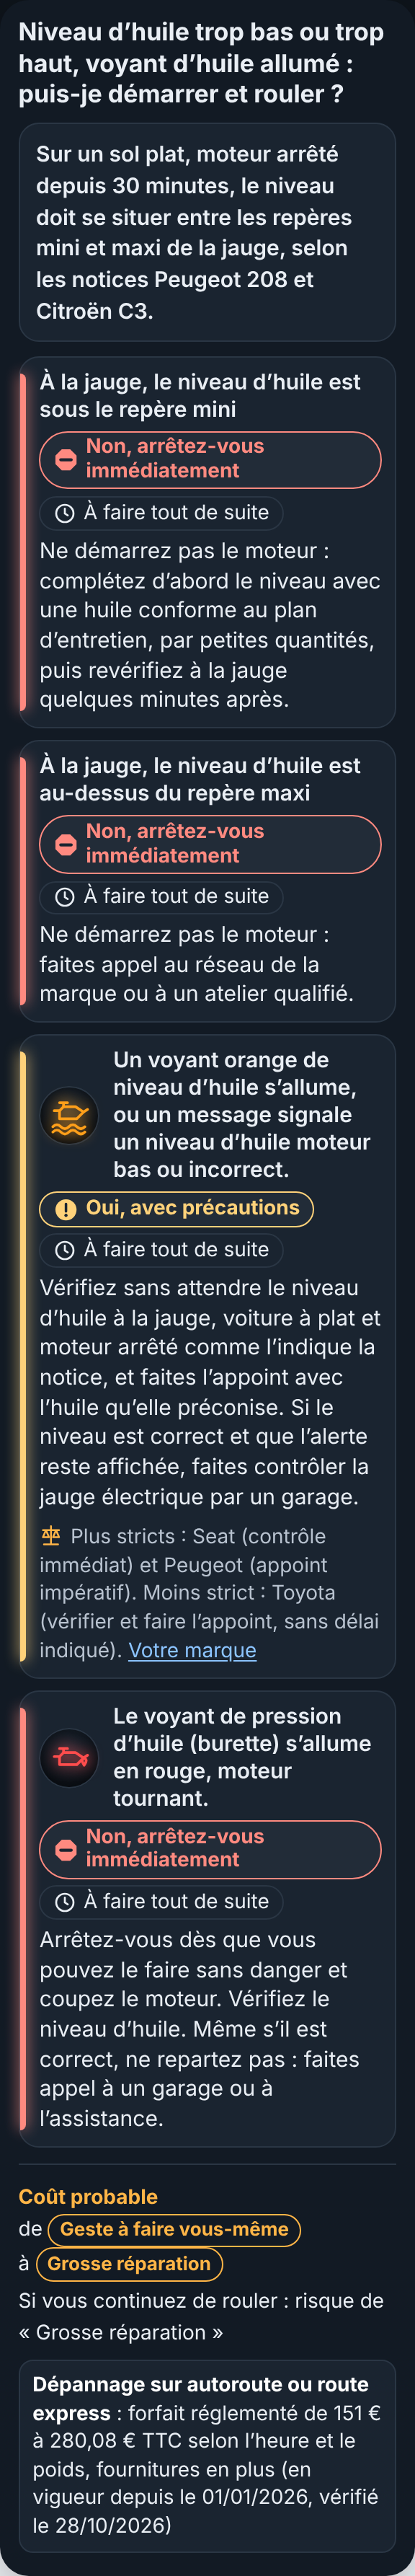 Niveau d’huile trop bas ou trop
haut, voyant d’huile allumé :
puis-je démarrer et rouler ?
Sur un sol plat, moteur arrêté
depuis 30 minutes, le niveau
doit se situer entre les repères
mini et maxi de la jauge, selon
les notices Peugeot 208 et
Citroën C3.
À la jauge, le niveau d’huile est
sous le repère mini
Non, arrêtez-vous
immédiatement
À faire tout de suite
Ne démarrez pas le moteur :
complétez d’abord le niveau avec
une huile conforme au plan
d’entretien, par petites quantités,
puis revérifiez à la jauge
quelques minutes après.
À la jauge, le niveau d’huile est
au-dessus du repère maxi
Non, arrêtez-vous
immédiatement
À faire tout de suite
Ne démarrez pas le moteur :
faites appel au réseau de la
marque ou à un atelier qualifié.
Un voyant orange de
niveau d’huile s’allume,
ou un message signale
un niveau d’huile moteur
bas ou incorrect.
Oui, avec précautions
À faire tout de suite
Vérifiez sans attendre le niveau
d’huile à la jauge, voiture à plat et
moteur arrêté comme l’indique la
notice, et faites l’appoint avec
l’huile qu’elle préconise. Si le
niveau est correct et que l’alerte
reste affichée, faites contrôler la
jauge électrique par un garage.
Plus stricts : Seat (contrôle
immédiat) et Peugeot (appoint
impératif). Moins strict : Toyota
(vérifier et faire l’appoint, sans délai
indiqué). Votre marque
Le voyant de pression
d’huile (burette) s’allume
en rouge, moteur
tournant.
Non, arrêtez-vous
immédiatement
À faire tout de suite
Arrêtez-vous dès que vous
pouvez le faire sans danger et
coupez le moteur. Vérifiez le
niveau d’huile. Même s’il est
correct, ne repartez pas : faites
appel à un garage ou à
l’assistance.
Coût probable
de Geste à faire vous-même
à Grosse réparation
Si vous continuez de rouler : risque de
« Grosse réparation »
Dépannage sur autoroute ou route
express : forfait réglementé de 151 €
à 280,08 € TTC selon l’heure et le
poids, fournitures en plus (en
vigueur depuis le 01/01/2026, vérifié
le 28/10/2026)